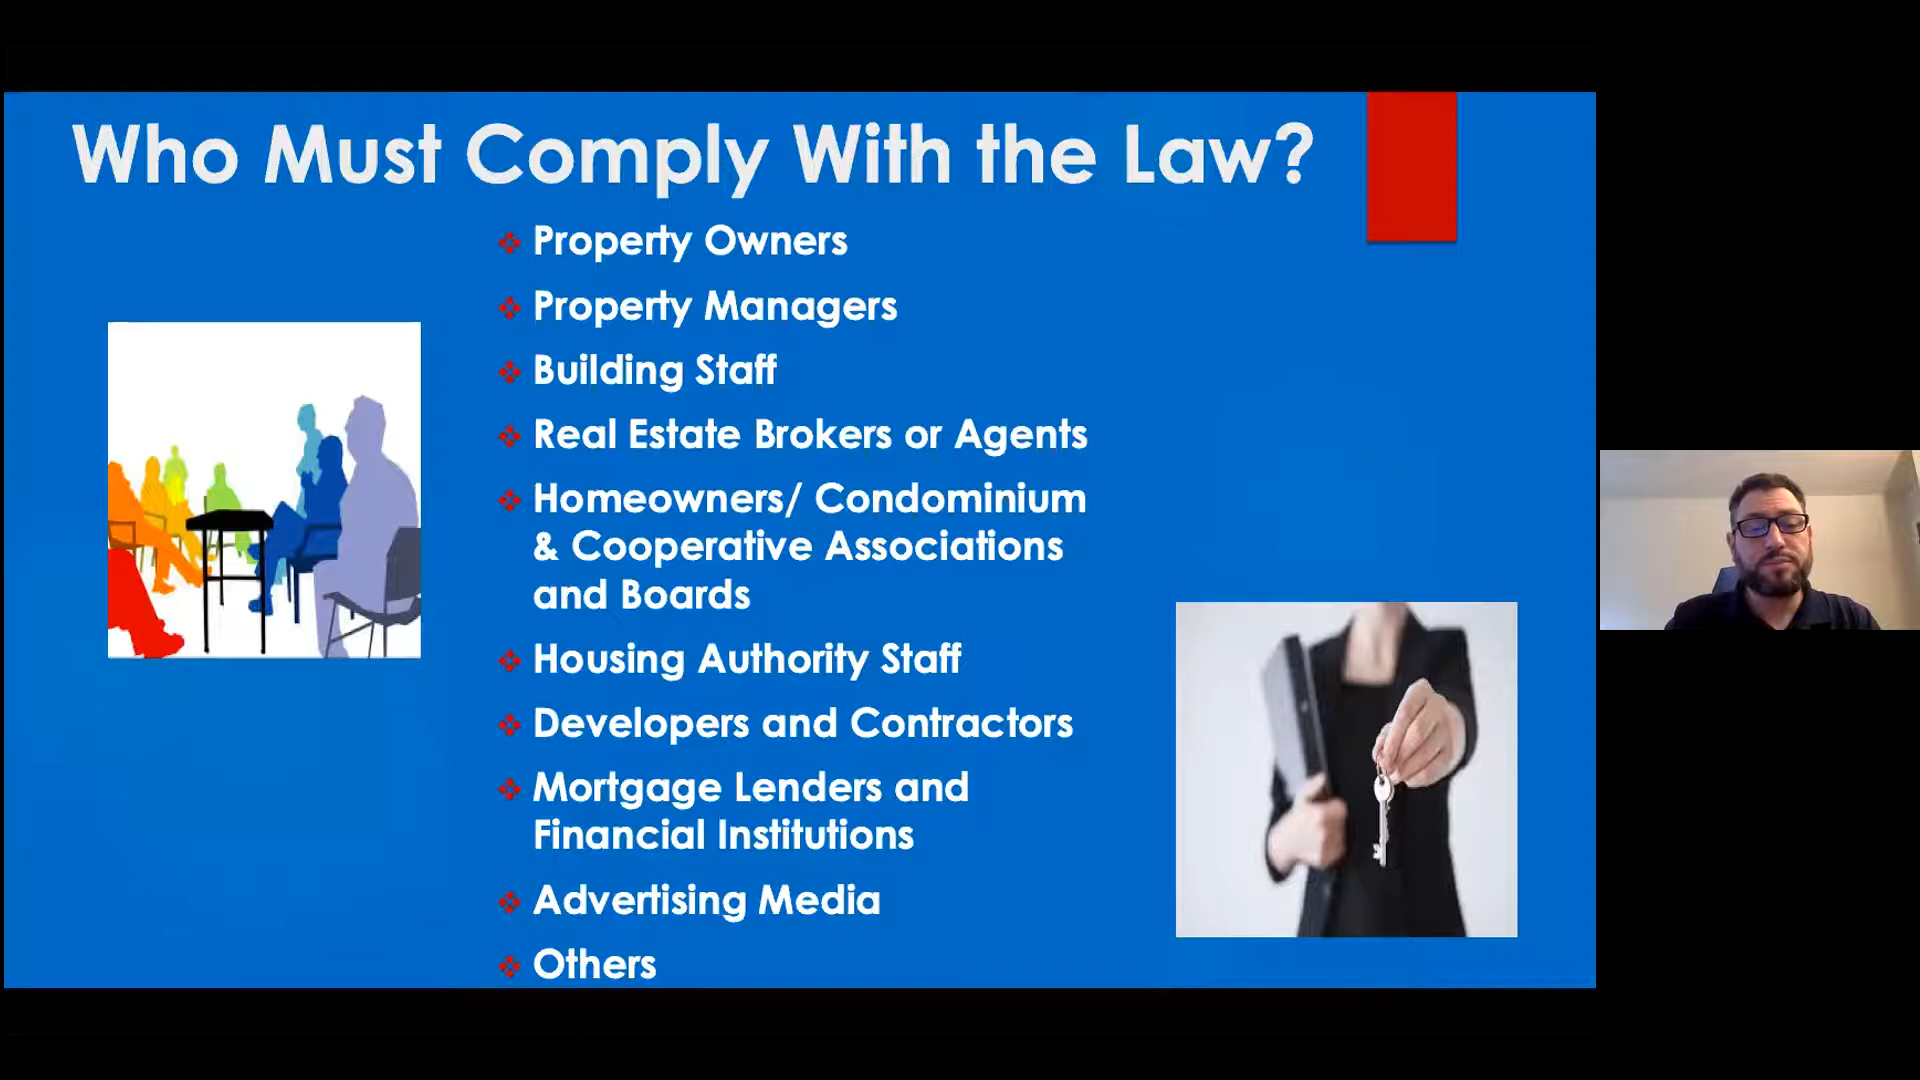 Who Must Comply With the Law?
Property Owners
Property Managers
Building Staff
Real Estate Brokers or Agents
Homeowners/ Condominium
& Cooperative Associations
and Boards
Housing Authority Staff
Developers and Contractors
Mortgage Lenders and
Financial Institutions
Advertising Media
Others